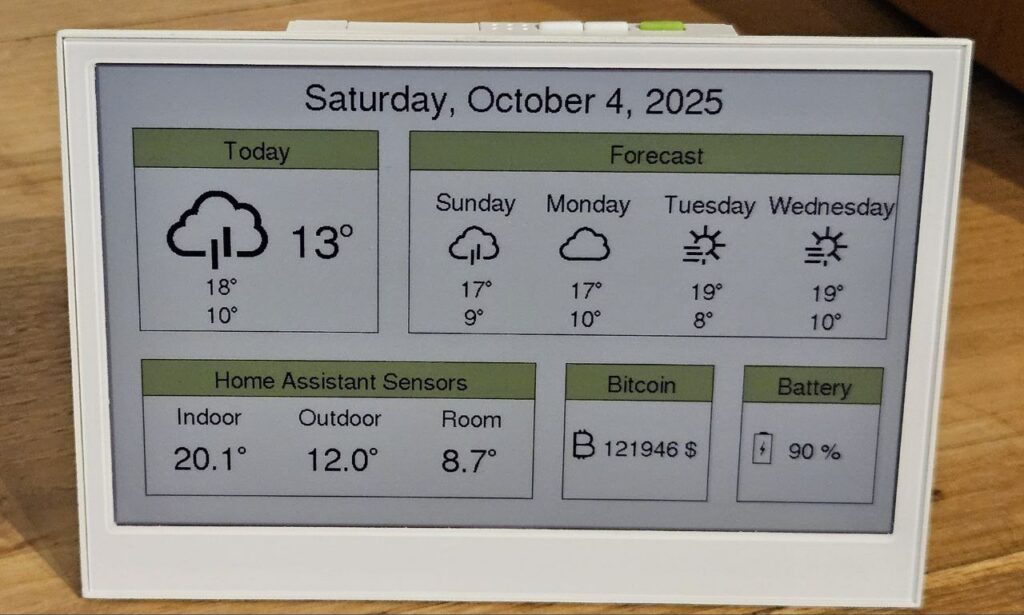 Saturday, October 4, 2025
Today
13°
18°
10°
Forecast
Sunday Monday Tuesday Wednesday
17° 17° 19° 19°
9° 10° 8° 10°
Home Assistant Sensors
Indoor Outdoor Room
20.1° 12.0° 8.7°
Bitcoin
121946 $
Battery
90 %